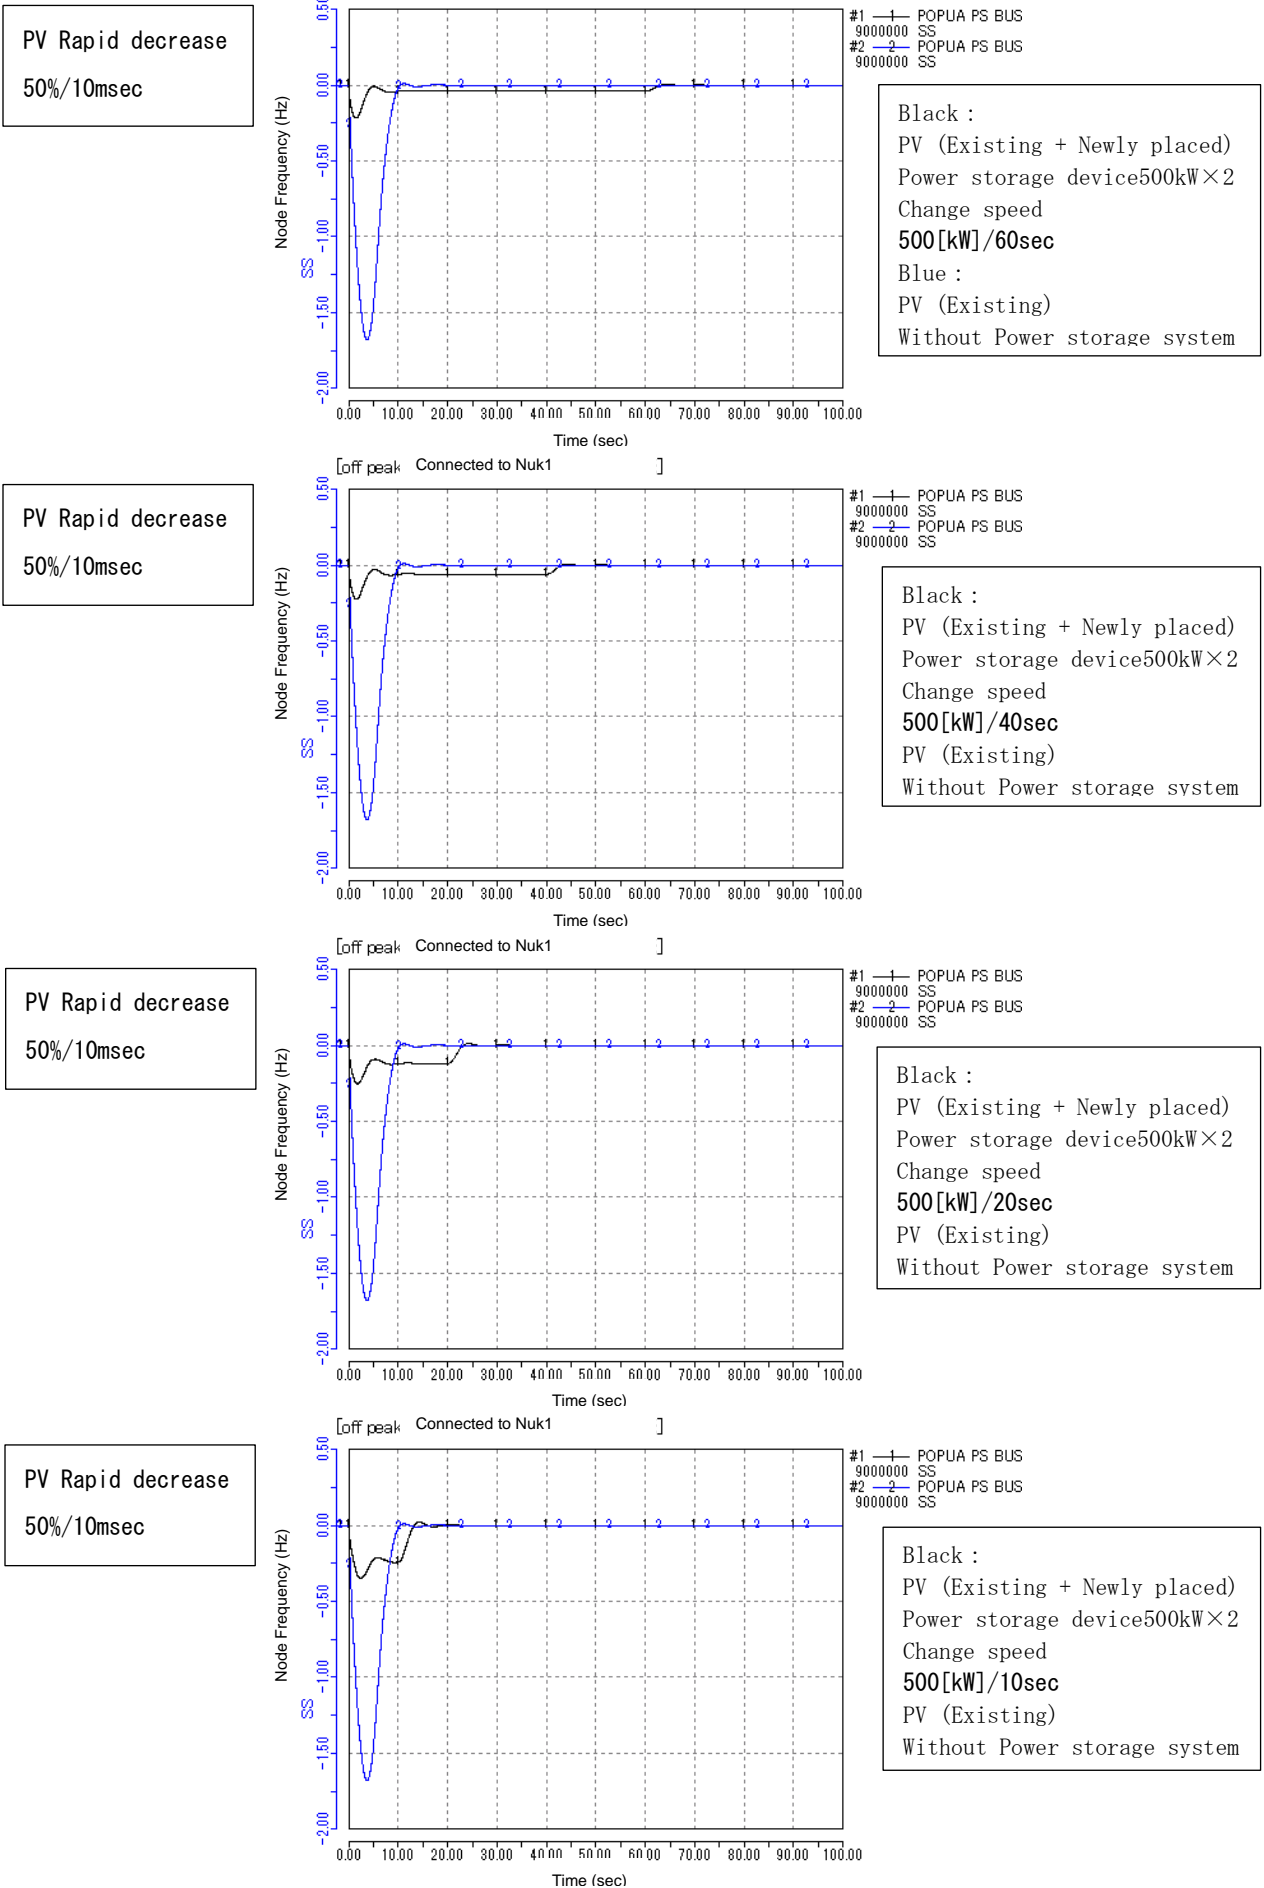 PV Rapid decrease
50%/10msec
0.50
0.00
-0.50
-1.00
-1.50
-2.00
Node Frequency (Hz)
SS
0.00 10.00 20.00 30.00 40.00 50.00 60.00 70.00 80.00 90.00 100.00
Time (sec)
#1 1 POPUA PS BUS
9000000 SS
#2 2 POPUA PS BUS
9000000 SS
Black：
PV (Existing + Newly placed)
Power storage device500kW×2
Change speed
500[kW]/60sec
Blue：
PV (Existing)
Without Power storage system
[off peak Connected to Nuk1 ]
PV Rapid decrease
50%/10msec
0.50
0.00
-0.50
-1.00
-1.50
-2.00
Node Frequency (Hz)
SS
0.00 10.00 20.00 30.00 40.00 50.00 60.00 70.00 80.00 90.00 100.00
Time (sec)
#1 1 POPUA PS BUS
9000000 SS
#2 2 POPUA PS BUS
9000000 SS
Black：
PV (Existing + Newly placed)
Power storage device500kW×2
Change speed
500[kW]/40sec
PV (Existing)
Without Power storage system
[off peak Connected to Nuk1 ]
PV Rapid decrease
50%/10msec
0.50
0.00
-0.50
-1.00
-1.50
-2.00
Node Frequency (Hz)
SS
0.00 10.00 20.00 30.00 40.00 50.00 60.00 70.00 80.00 90.00 100.00
Time (sec)
#1 1 POPUA PS BUS
9000000 SS
#2 2 POPUA PS BUS
9000000 SS
Black：
PV (Existing + Newly placed)
Power storage device500kW×2
Change speed
500[kW]/20sec
PV (Existing)
Without Power storage system
[off peak Connected to Nuk1 ]
PV Rapid decrease
50%/10msec
0.50
0.00
-0.50
-1.00
-1.50
-2.00
Node Frequency (Hz)
SS
0.00 10.00 20.00 30.00 40.00 50.00 60.00 70.00 80.00 90.00 100.00
Time (sec)
#1 1 POPUA PS BUS
9000000 SS
#2 2 POPUA PS BUS
9000000 SS
Black：
PV (Existing + Newly placed)
Power storage device500kW×2
Change speed
500[kW]/10sec
PV (Existing)
Without Power storage system